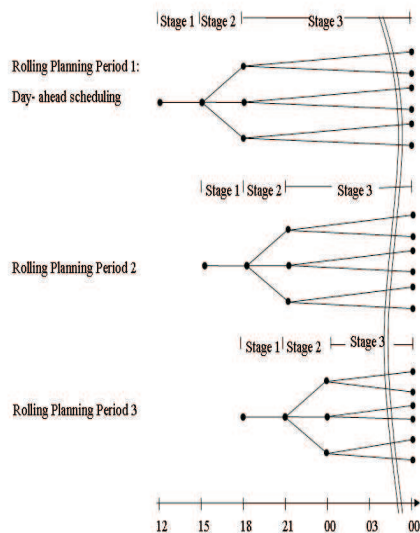 Stage 1 Stage 2 Stage 3
Rolling Planning Period 1:
Day- ahead scheduling
Stage 1 Stage 2 Stage 3
Rolling Planning Period 2
Stage 1 Stage 2 Stage 3
Rolling Planning Period 3
12 15 18 21 00 03 00